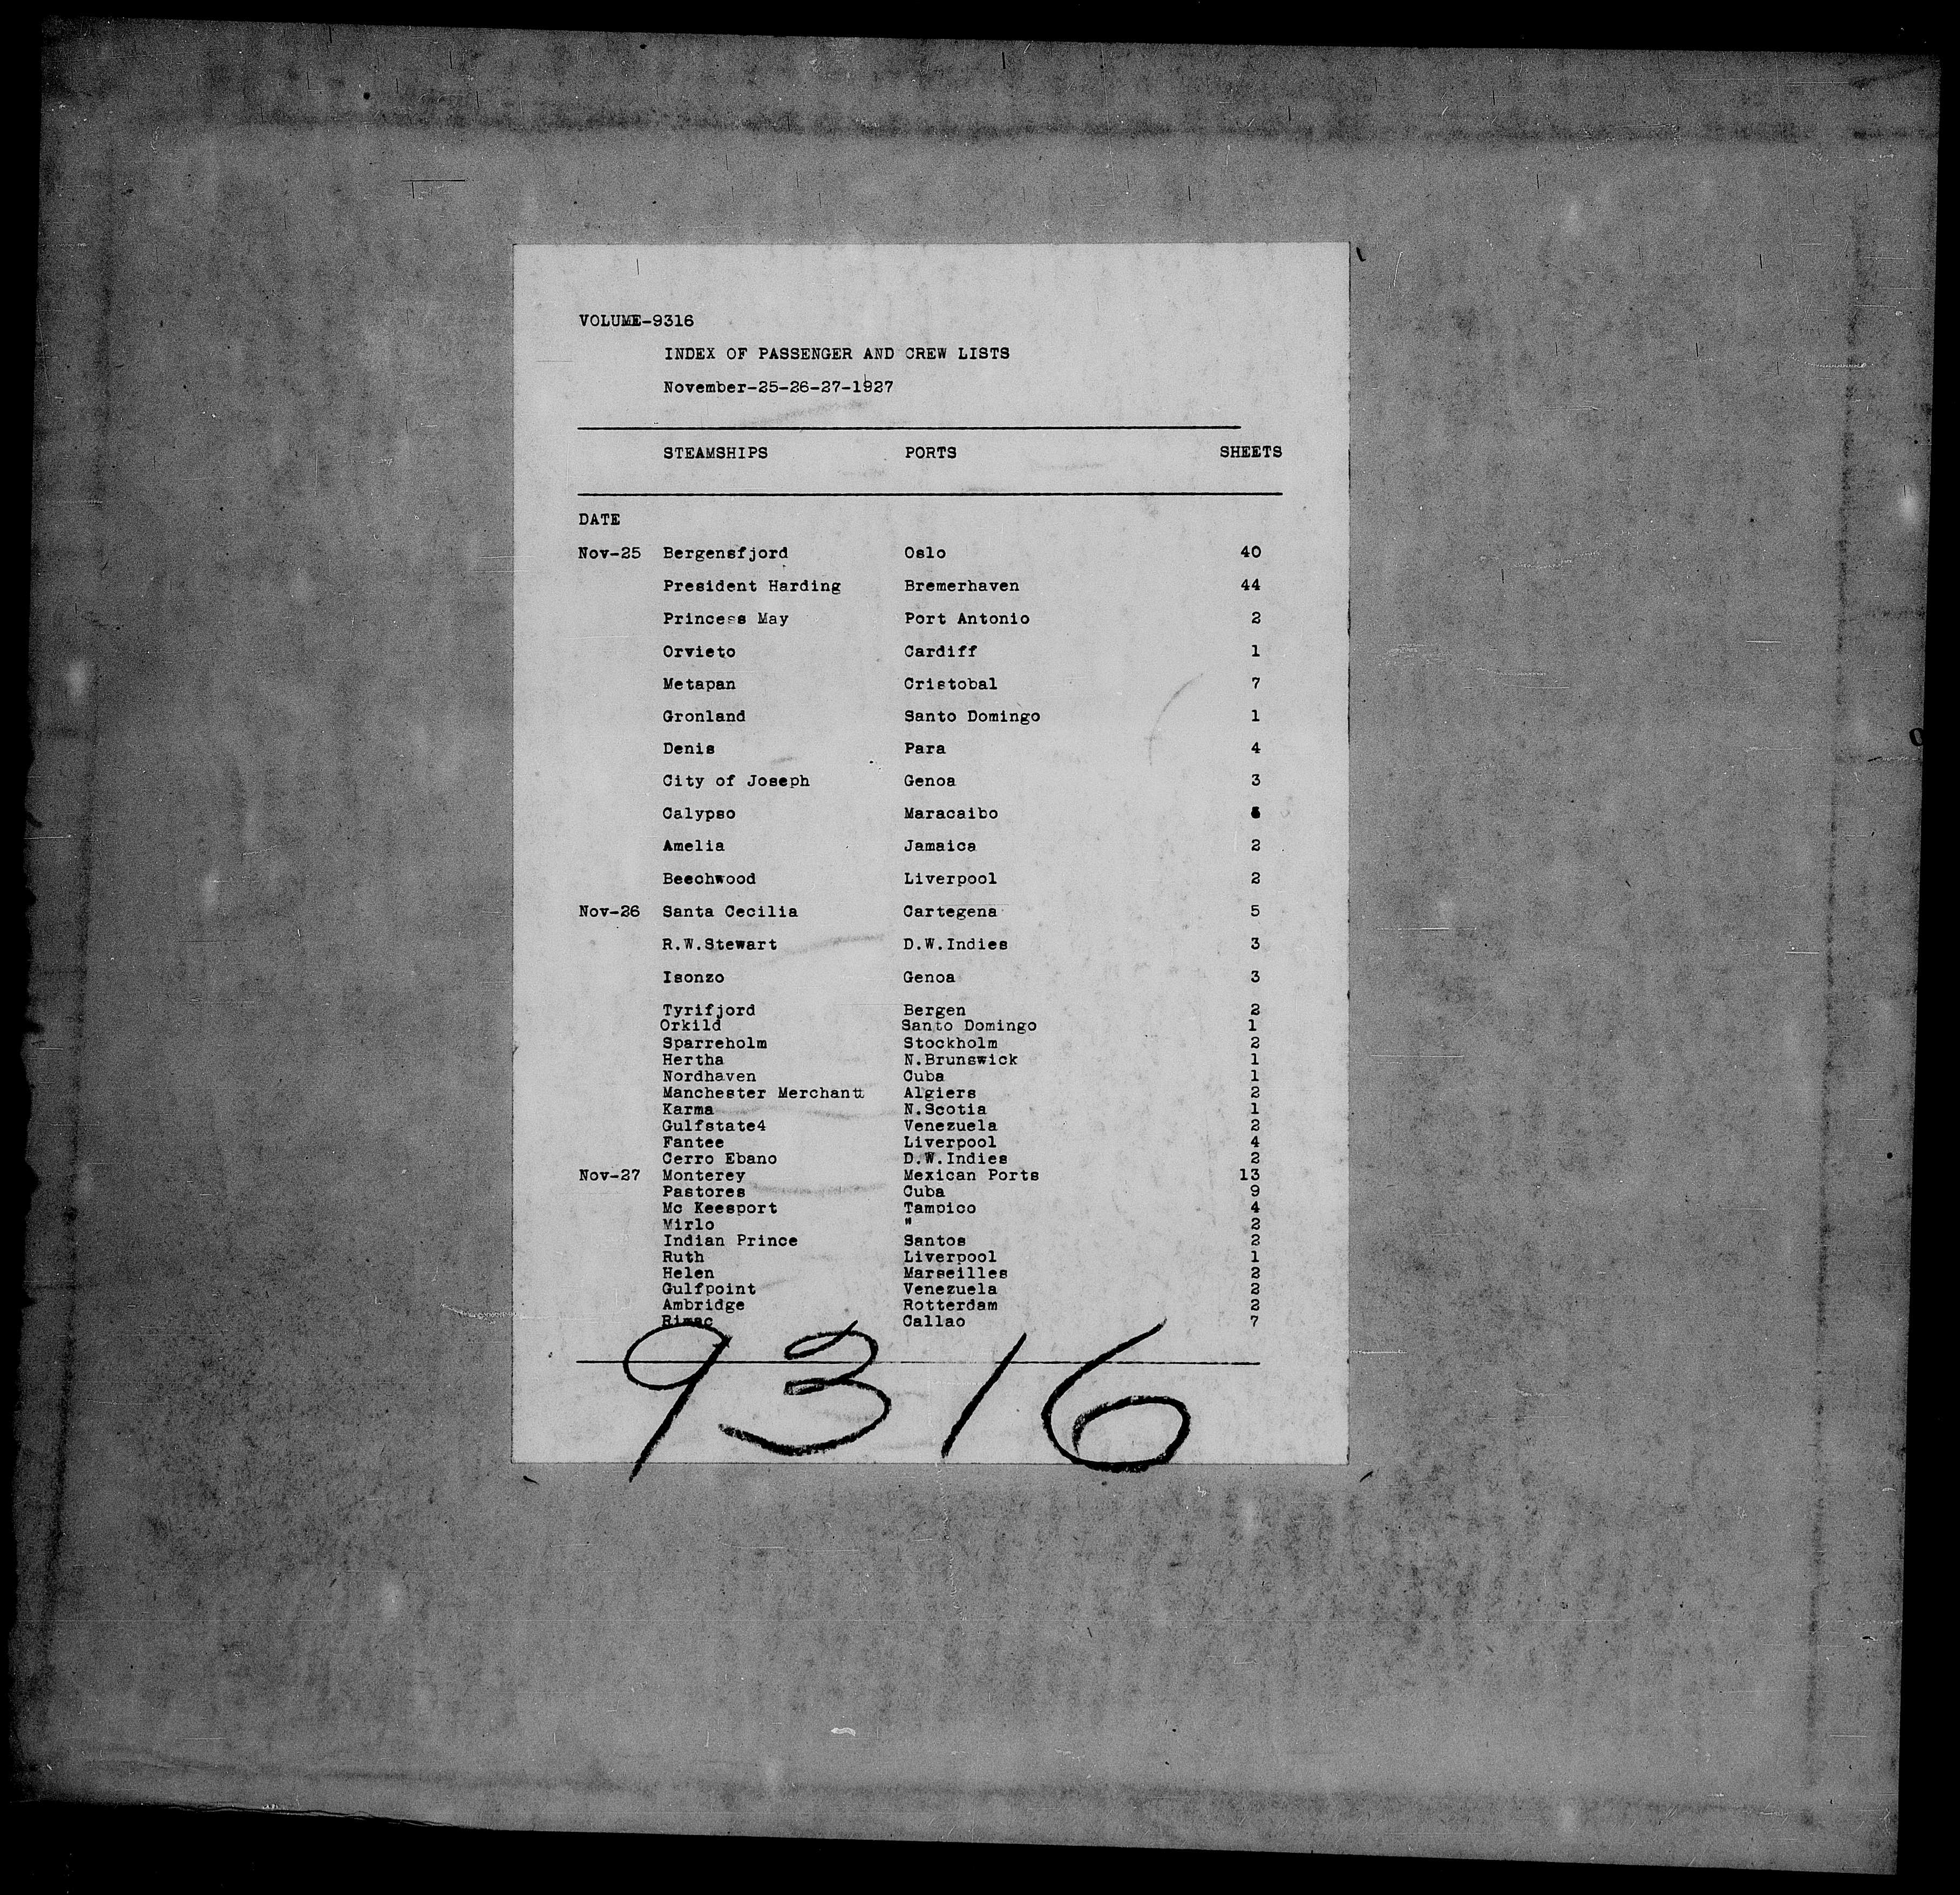 VOLUME-9316
INDEX OF PASSENGER AND CREW LISTS
November-25-26-27-1927
STEAMSHIPS PORTS SHEETS
DATE
Nov-25 Bergensfjord Oslo 40
President Harding Bremerhaven 44
Princess May Port Antonio 2
Orvieto Cardiff 1
Metapan Cristobal 7
Gronland Santo Domingo 1
Denis Para 4
City of Joseph Genoa 3
Calypso Maracaibo
Amelia Jamaica 2
Beechwood Liverpool 2
Nov-26 Santa Cecilia Cartegena 5
R.W.Stewart D.W.Indies 3
Isonzo Genoa 3
Tyrifjord Bergen 2
Orkild Santo Domingo 1
Sparreholm Stockholm 2
Hertha N.Brunswick 1
Nordhaven Cuba 1
Manchester Merchantt Algiers 2
Karma N.Scotia 1
Gulfstate4 Venezuela 2
Fantee Liverpool 4
Cerro Ebano D.W.Indies 2
Nov-27 Monterey Mexican Ports 13
Pastores Cuba 9
Mc Keesport Tampico 4
Mirlo " 2
Indian Prince Santos 2
Ruth Liverpool 1
Helen Marseilles 2
Gulfpoint Venezuela 2
Ambridge Rotterdam 2
Rimac Callao 7
9316